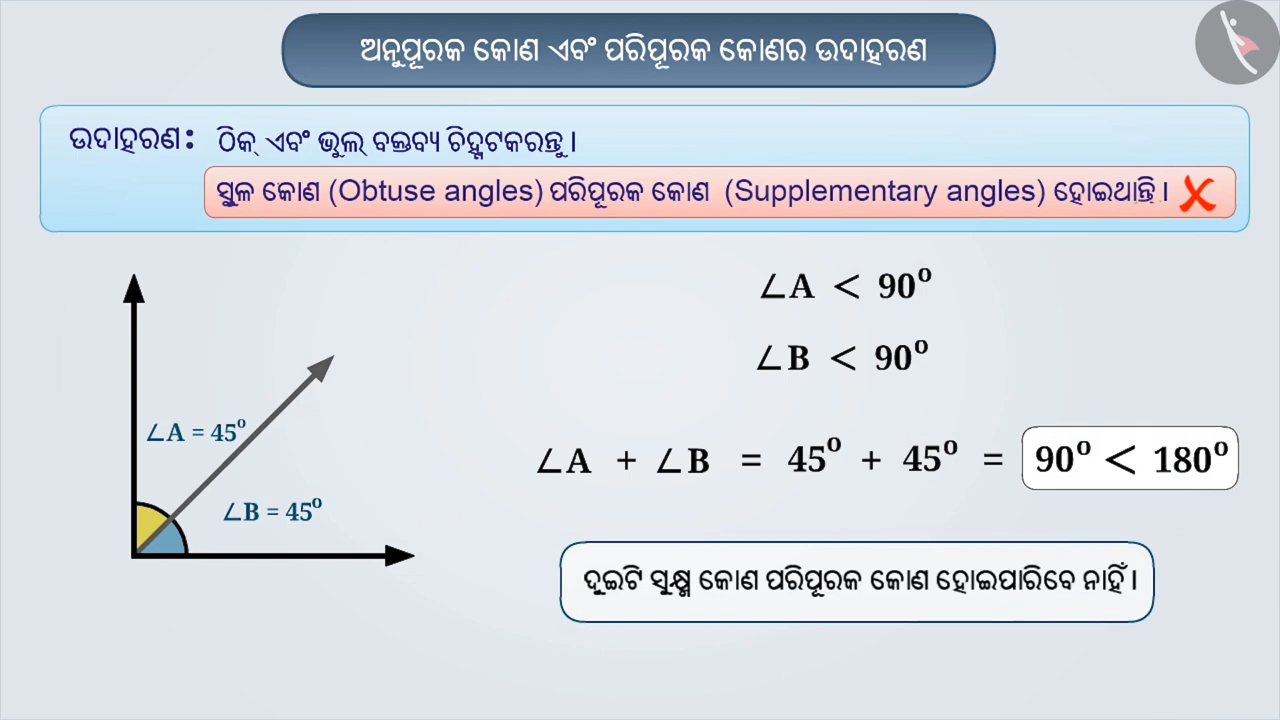 ଅନୁପୂରକ କୋଣ ଏବଂ ପରିପୂରକ କୋଣର ଉଦାହରଣ
ଉଦାହରଣ: ଠିକ୍ ଏବଂ ଭୁଲ୍ ବକ୍ତବ୍ୟ ଚିହ୍ନଟକରନ୍ତୁ ।
ସ୍ଥୁଳ କୋଣ (Obtuse angles) ପରିପୂରକ କୋଣ (Supplementary angles) ହୋଇଥାନ୍ତି ।
∠A < 90°
∠B < 90°
∠A = 45°
∠B = 45°
∠A + ∠B = 45° + 45° = 90° < 180°
ଦୁଇଟି ସୂକ୍ଷ୍ମ କୋଣ ପରିପୂରକ କୋଣ ହୋଇପାରିବେ ନାହିଁ ।